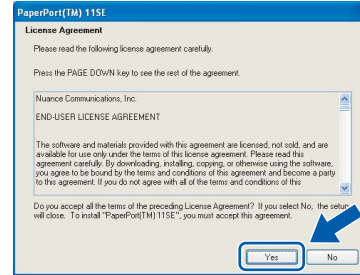 PaperPort(TM) 11SE
License Agreement
Please read the following license agreement carefully.
Press the PAGE DOWN key to see the rest of the agreement.
Nuance Communications, Inc.
END-USER LICENSE AGREEMENT
The software and materials provided with this agreement are licensed, not sold, and are
available for use only under the terms of this license agreement. Please read this
agreement carefully. By downloading, installing, copying, or otherwise using the software,
you agree to be bound by the terms and conditions of this agreement and become a party
to this agreement. If you do not agree with all of the terms and conditions of this
Do you accept all the terms of the preceding License Agreement? If you select No, the setup
will close. To install "PaperPort(TM) 11SE", you must accept this agreement.
Yes
No